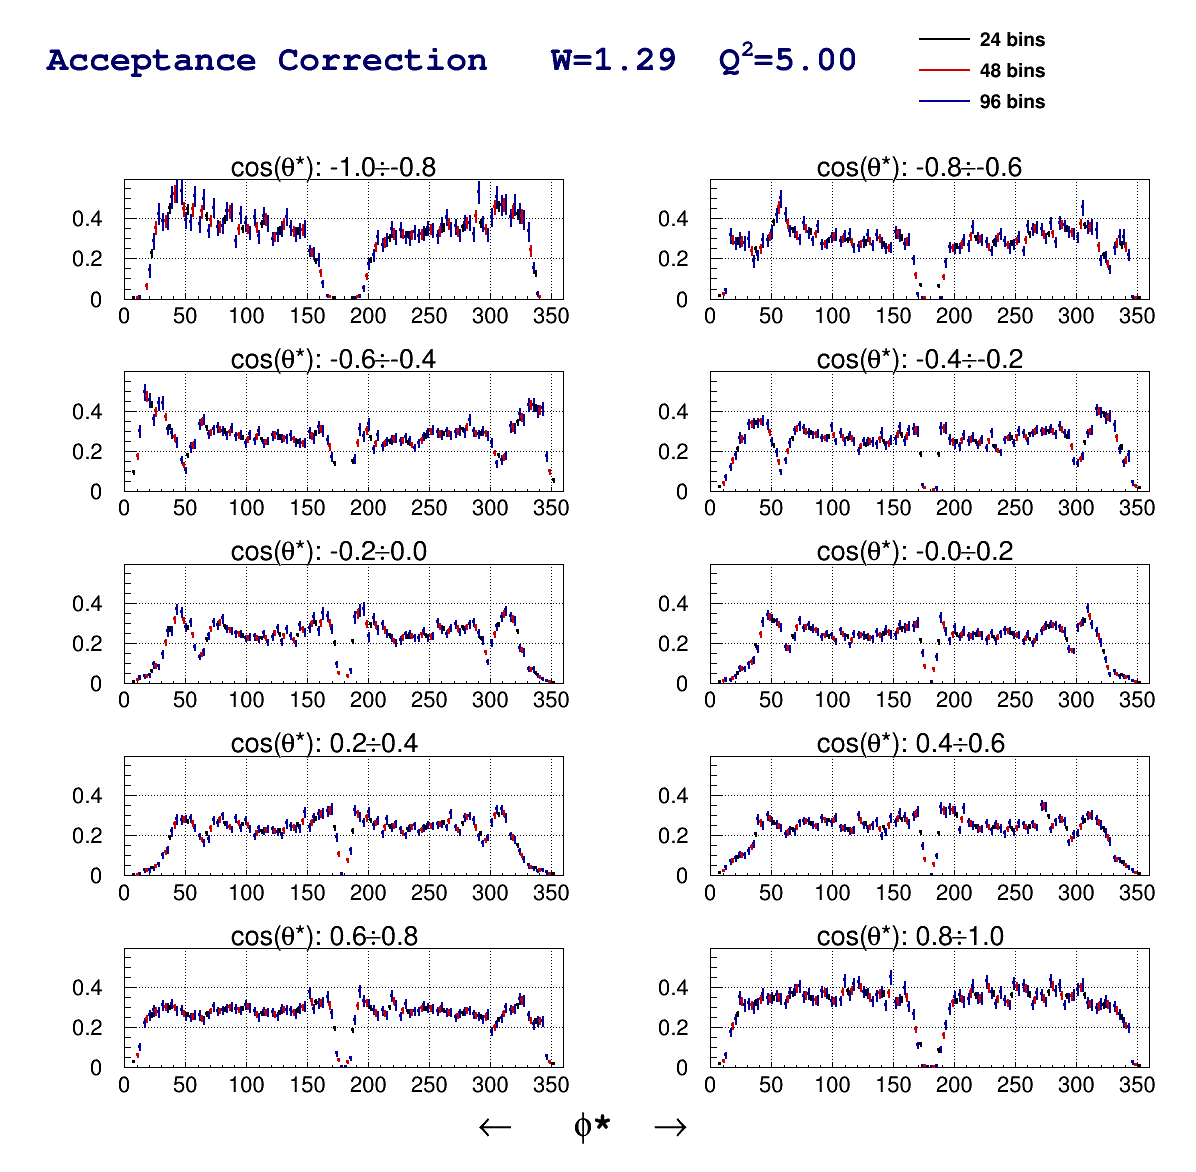 Acceptance Correction W=1.29 Q²=5.00
24 bins
48 bins
96 bins
cos(θ*): -1.0÷-0.8
0.4
0.2
0
0 50 100 150 200 250 300 350
cos(θ*): -0.8÷-0.6
0.4
0.2
0
0 50 100 150 200 250 300 350
cos(θ*): -0.6÷-0.4
0.4
0.2
0
0 50 100 150 200 250 300 350
cos(θ*): -0.4÷-0.2
0.4
0.2
0
0 50 100 150 200 250 300 350
cos(θ*): -0.2÷0.0
0.4
0.2
0
0 50 100 150 200 250 300 350
cos(θ*): -0.0÷0.2
0.4
0.2
0
0 50 100 150 200 250 300 350
cos(θ*): 0.2÷0.4
0.4
0.2
0
0 50 100 150 200 250 300 350
cos(θ*): 0.4÷0.6
0.4
0.2
0
0 50 100 150 200 250 300 350
cos(θ*): 0.6÷0.8
0.4
0.2
0
0 50 100 150 200 250 300 350
cos(θ*): 0.8÷1.0
0.4
0.2
0
0 50 100 150 200 250 300 350
← ϕ* →